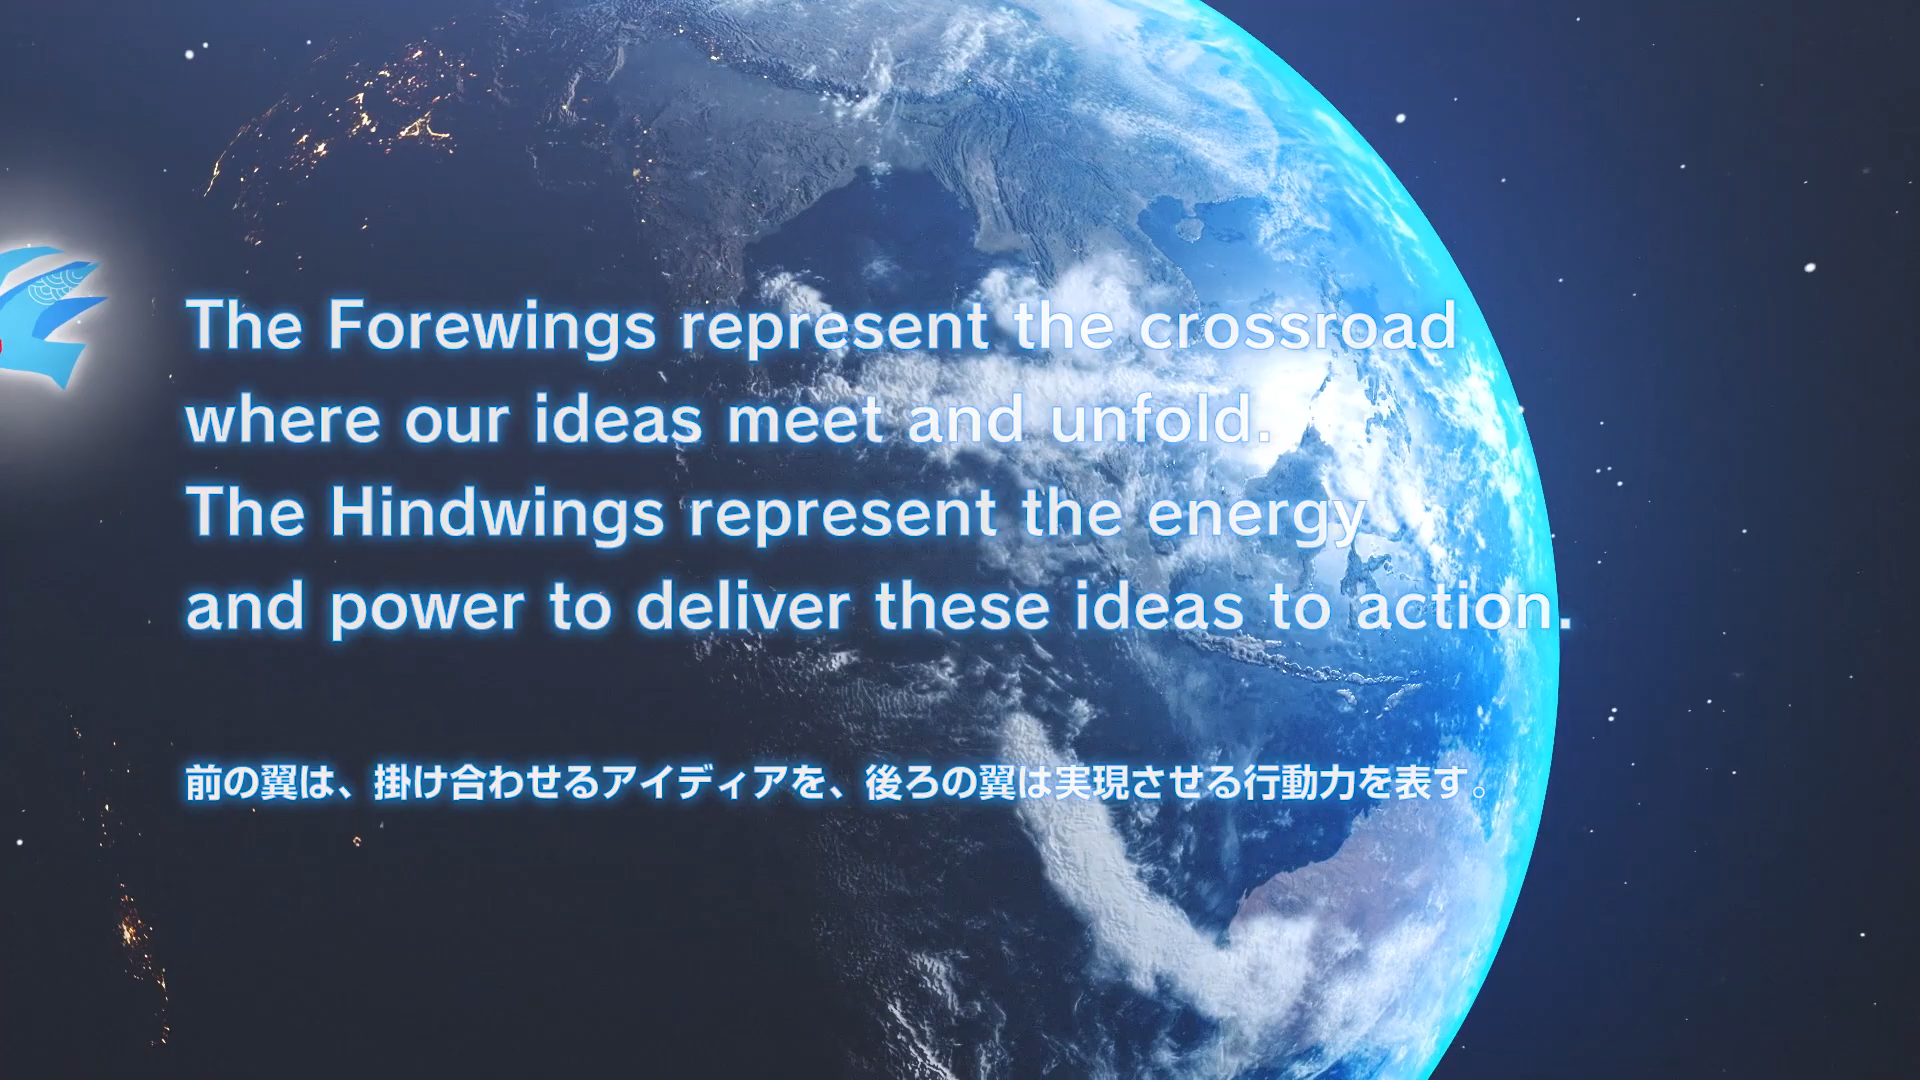 The Forewings represent the crossroad
where our ideas meet and unfold.
The Hindwings represent the energy
and power to deliver these ideas to action.
前の翼は、掛け合わせるアイディアを、後ろの翼は実現させる行動力を表す。